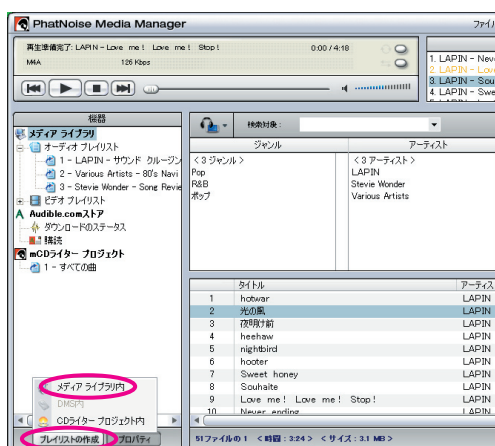 PhatNoise Media Manager
ファイル
再生準備完了: LAPIN - Love me! Love me! Stop!
0:00 / 4:18
M4A
126 Kbps
1. LAPIN - Nev
2. LAPIN - Love
3. LAPIN - Sou
4. LAPIN - Swe
機器
検索対象:
メディア ライブラリ
オーディオ プレイリスト
1 - LAPIN - サウンド クルージン
2 - Various Artists - 80's Navi
3 - Stevie Wonder - Song Revie
ビデオ プレイリスト
Audible.comストア
ダウンロードのステータス
購読
mCDライター プロジェクト
1 - すべての曲
ジャンル
アーティスト
< 3 ジャンル >
< 3 アーティスト >
Pop
LAPIN
R&B
Stevie Wonder
ポップ
Various Artists
タイトル
アーティス
1 hotwar LAPIN
2 光の風 LAPIN
3 夜明け前 LAPIN
4 heehaw LAPIN
5 nightbird LAPIN
6 hooter LAPIN
7 Sweet honey LAPIN
8 Souhaite LAPIN
9 Love me! Love me! Stop! LAPIN
10 Never ending LAPIN
メディア ライブラリ内
DMS内
CDライター プロジェクト内
プレイリストの作成
プロパティ
51ファイルの 1 < 時間 : 3:24 > < サイズ : 3.1 MB >